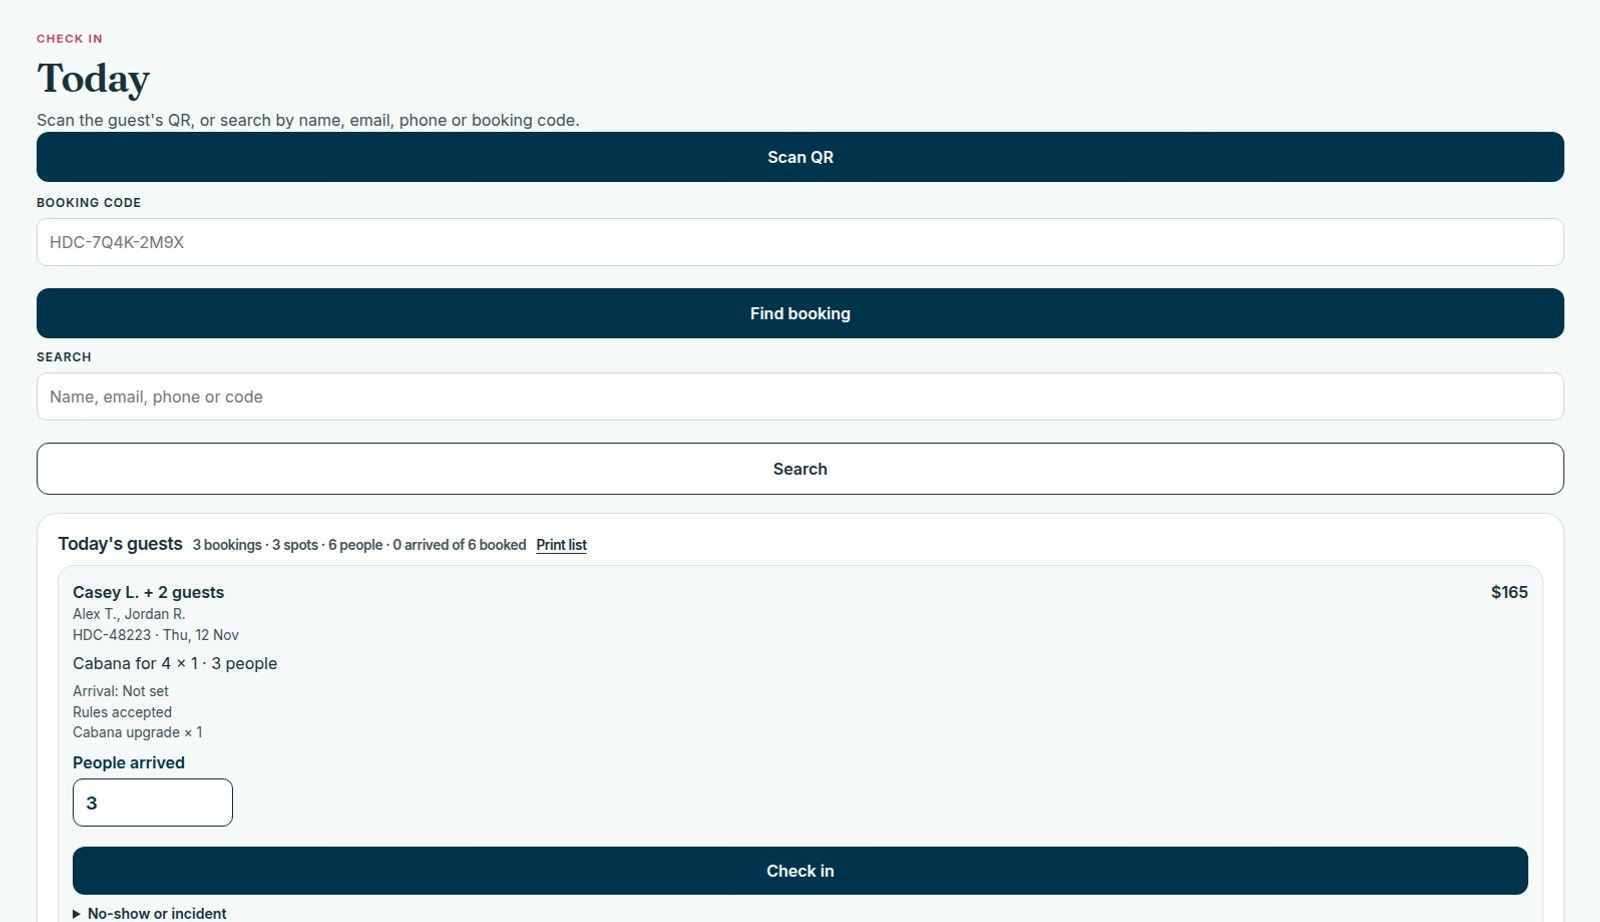 CHECK IN
Today
Scan the guest's QR, or search by name, email, phone or booking code.
Scan QR
BOOKING CODE
HDC-7Q4K-2M9X
Find booking
SEARCH
Name, email, phone or code
Search
Today's guests 3 bookings · 3 spots · 6 people · 0 arrived of 6 booked Print list
Casey L. + 2 guests $165
Alex T., Jordan R.
HDC-48223 · Thu, 12 Nov
Cabana for 4 × 1 · 3 people
Arrival: Not set
Rules accepted
Cabana upgrade × 1
People arrived
3
Check in
▶ No-show or incident